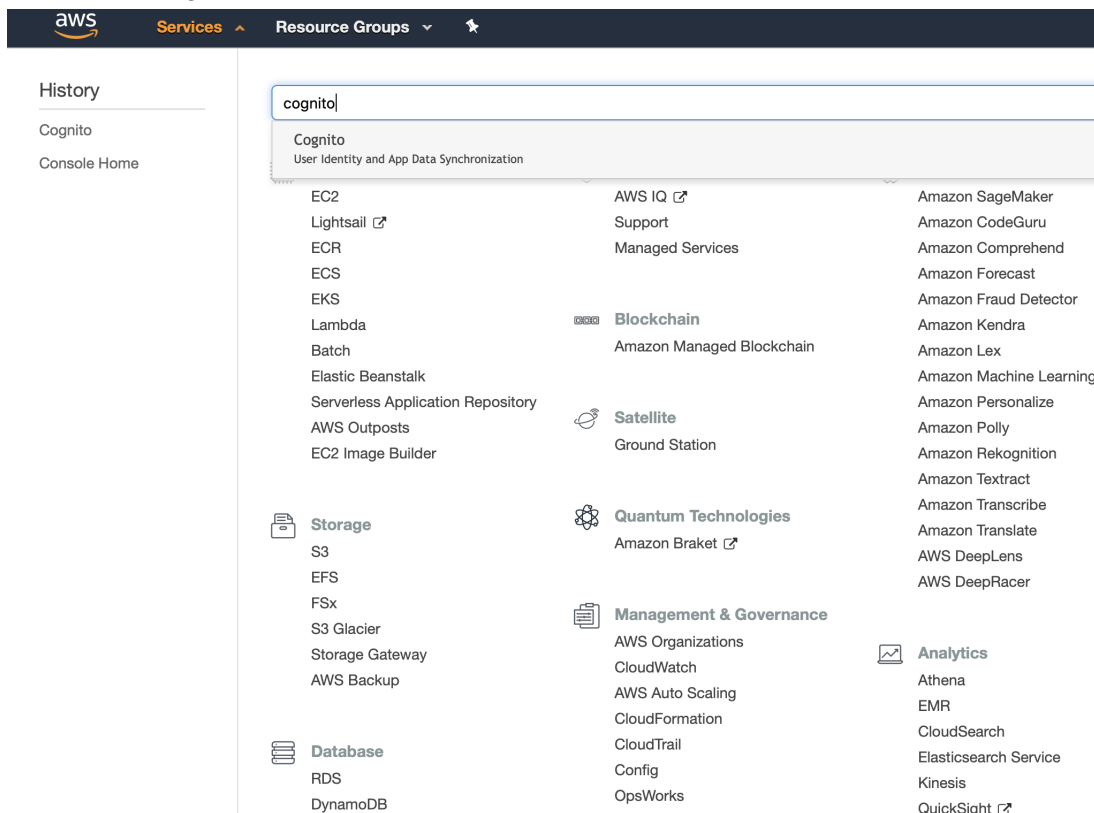 aws
Services
Resource Groups
History
Cognito
Console Home
cognito
Cognito
User Identity and App Data Synchronization
EC2
Lightsail
ECR
ECS
EKS
Lambda
Batch
Elastic Beanstalk
Serverless Application Repository
AWS Outposts
EC2 Image Builder
Storage
S3
EFS
FSx
S3 Glacier
Storage Gateway
AWS Backup
Database
RDS
DynamoDB
AWS IQ
Support
Managed Services
Blockchain
Amazon Managed Blockchain
Satellite
Ground Station
Quantum Technologies
Amazon Braket
Management & Governance
AWS Organizations
CloudWatch
AWS Auto Scaling
CloudFormation
CloudTrail
Config
OpsWorks
Amazon SageMaker
Amazon CodeGuru
Amazon Comprehend
Amazon Forecast
Amazon Fraud Detector
Amazon Kendra
Amazon Lex
Amazon Machine Learning
Amazon Personalize
Amazon Polly
Amazon Rekognition
Amazon Textract
Amazon Transcribe
Amazon Translate
AWS DeepLens
AWS DeepRacer
Analytics
Athena
EMR
CloudSearch
Elasticsearch Service
Kinesis
QuickSight